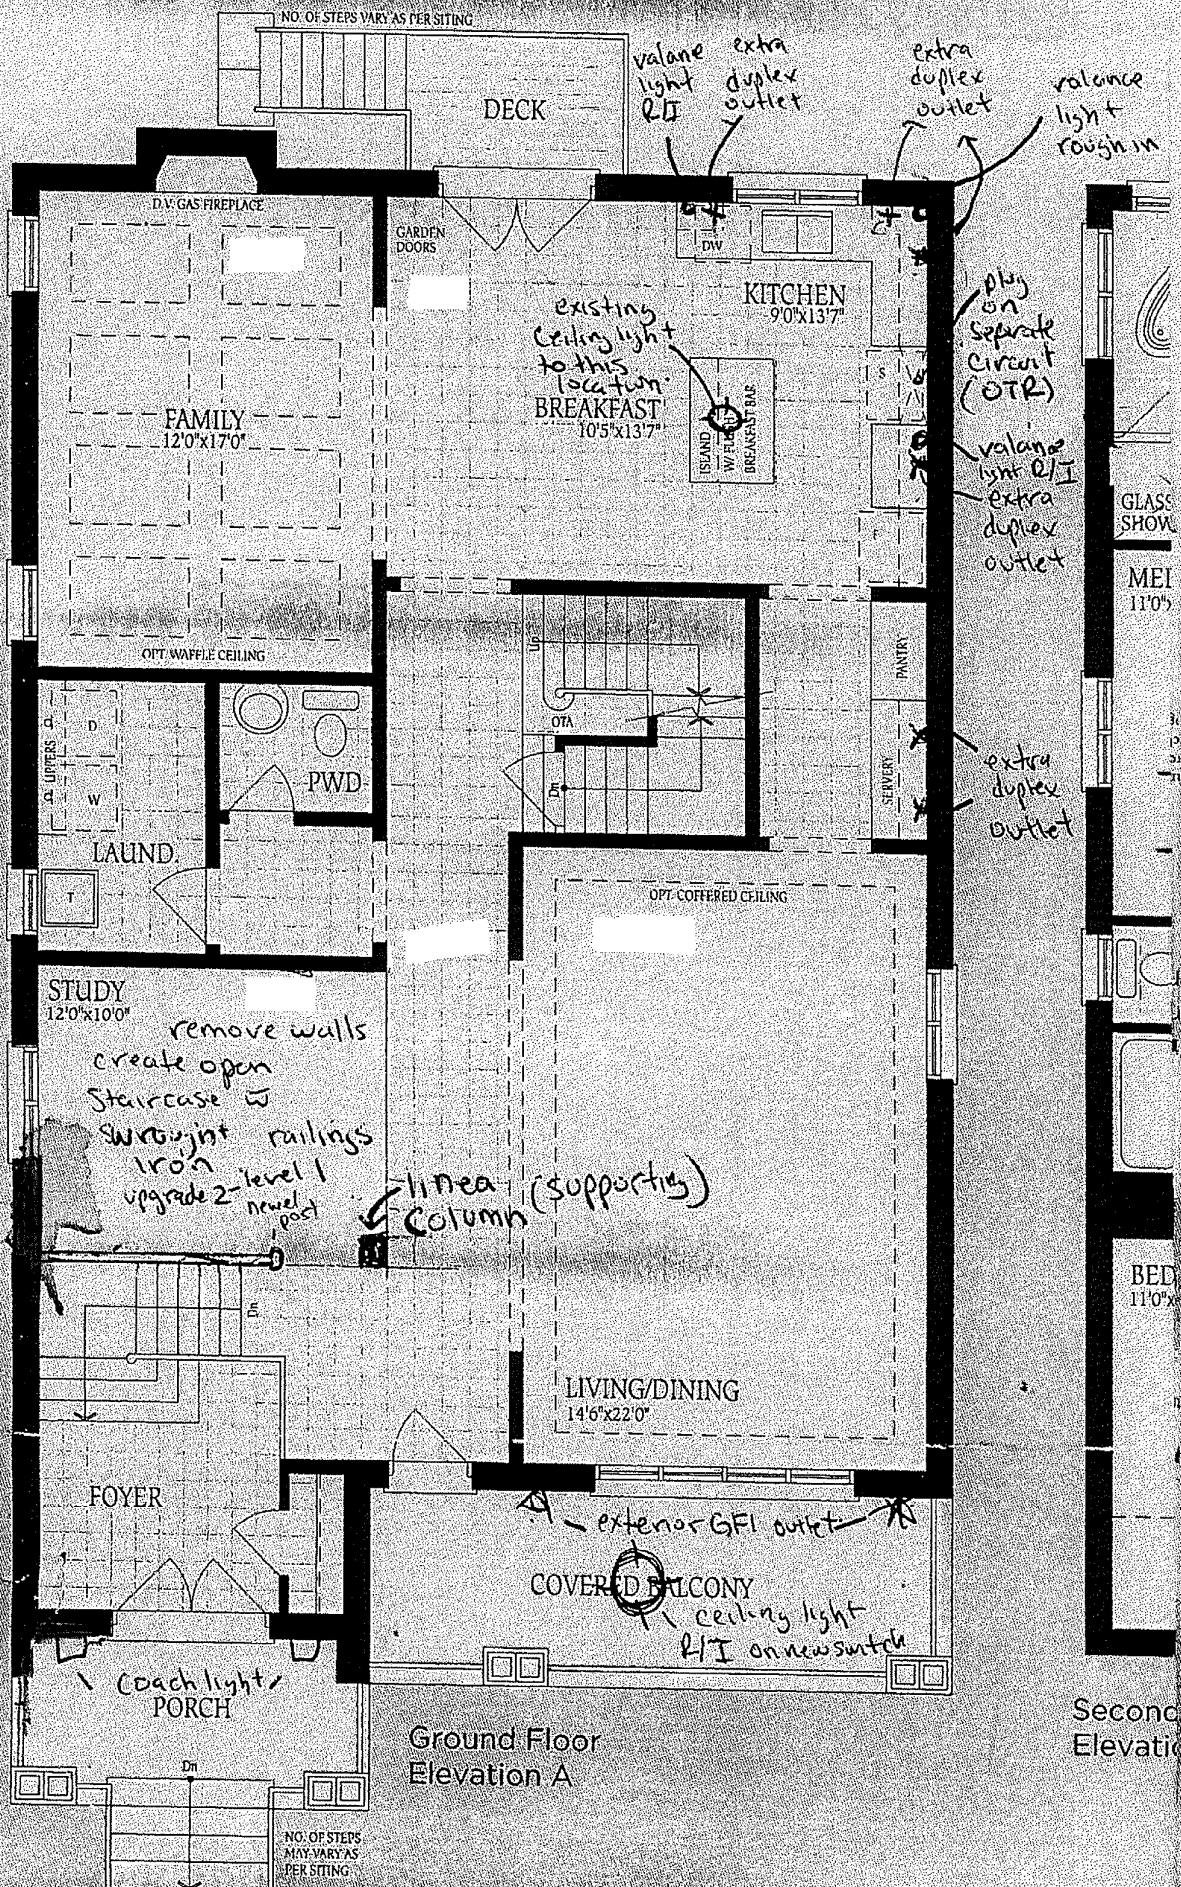 NO. OF STEPS VARY AS PER SITING
DECK
valane
light
R/I
extra
duplex
outlet
extra
duplex
outlet
valance
light
rough in
D.V. GAS FIREPLACE
GARDEN
DOORS
DW
KITCHEN
9'0"x13'7"
existing
Ceiling light
to this
location
BREAKFAST
10'5"x13'7"
ISLAND
W/ FLUSH
BREAKFAST BAR
S
F
plug
on
separate
circuit
(OTR)
valance
light R/I
extra
duplex
outlet
FAMILY
12'0"x17'0"
OPT. WAFFLE CEILING
GLASS
SHOW
11'0"x
UPPERS
D
W
LAUND.
T
PWD
Up
OTA
Dn
PANTRY
SERVERY
extra
duplex
outlet
OPT. COFFERED CEILING
STUDY
12'0"x10'0"
remove walls
create open
Staircase w
wrought railings
iron
upgrade 2-level 1
newel
post
linea (supporting)
Column
Dn
BED
11'0"x
LIVING/DINING
14'6"x22'0"
FOYER
exterior GFI outlet
COVERED BALCONY
ceiling light
R/I on new switch
Coach light
PORCH
Dn
NO. OF STEPS
MAY VARY AS
PER SITING
Ground Floor
Elevation A
Second
Elevatio